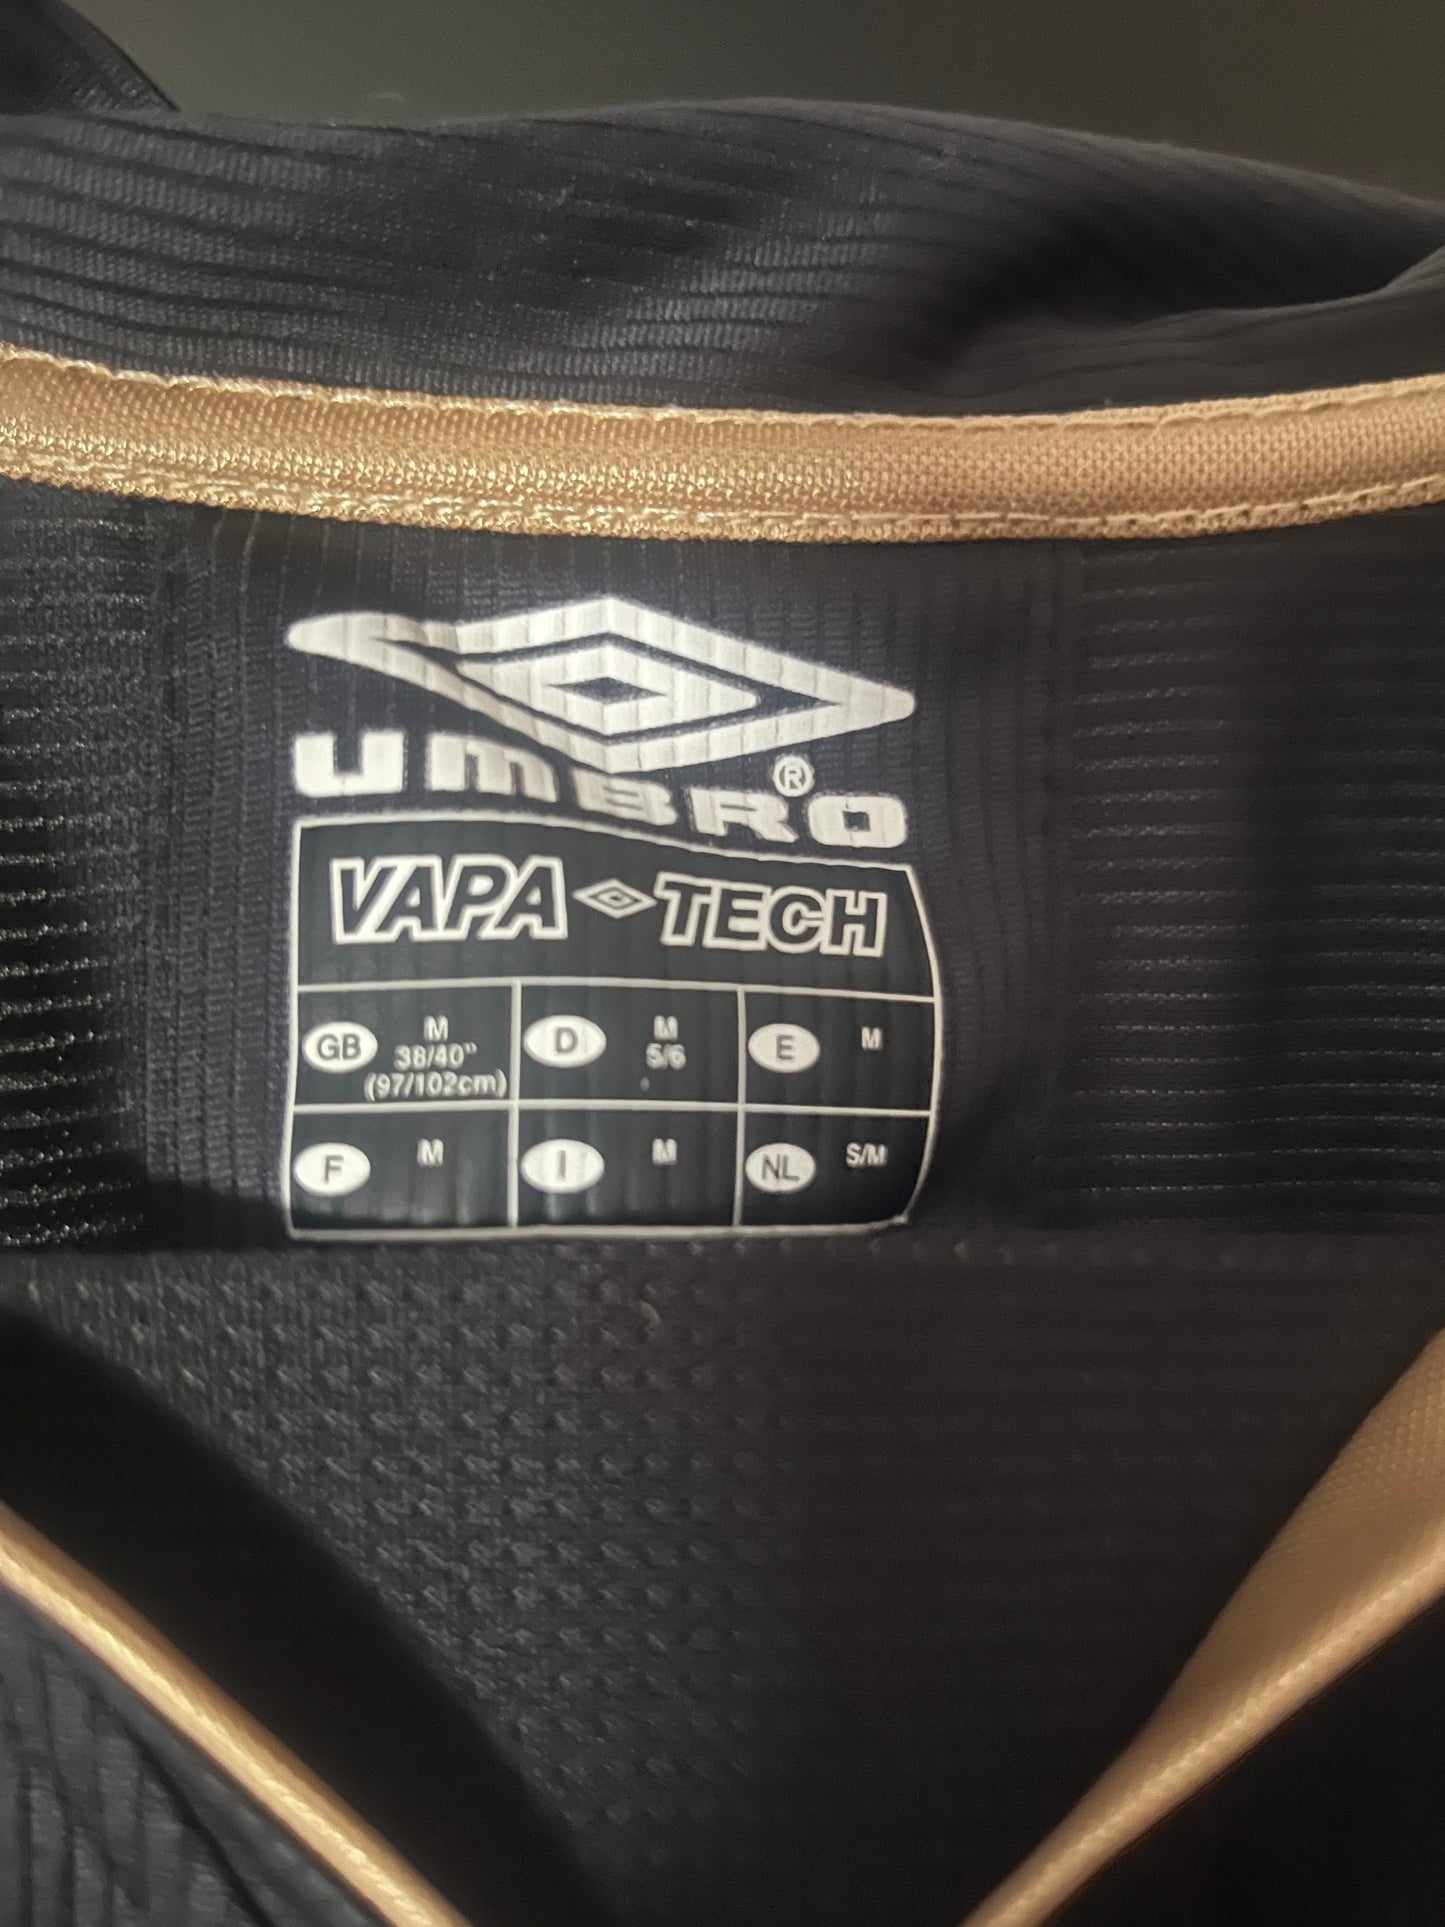 UMBRO®
VAPA TECH
GB M 38/40" (97/102cm)
D M 5/6
E M
F M
I M
NL S/M